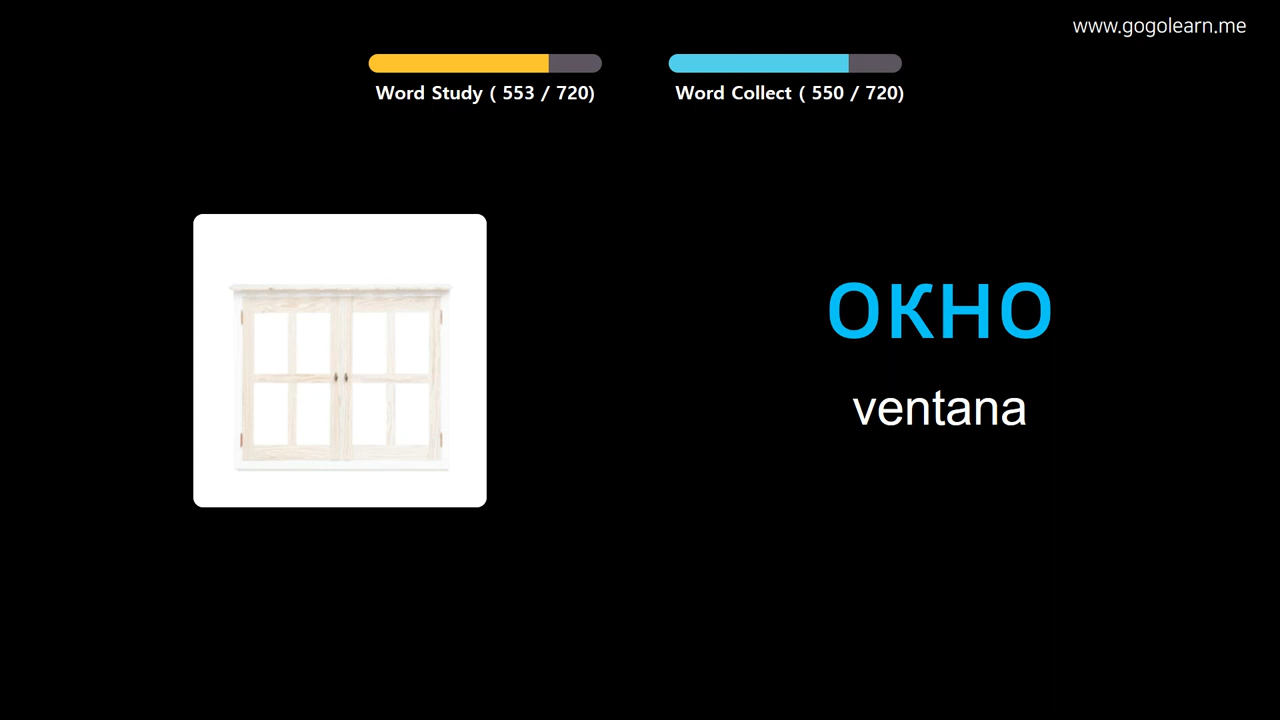 www.gogolearn.me
Word Study ( 553 / 720)
Word Collect ( 550 / 720)
окно
ventana